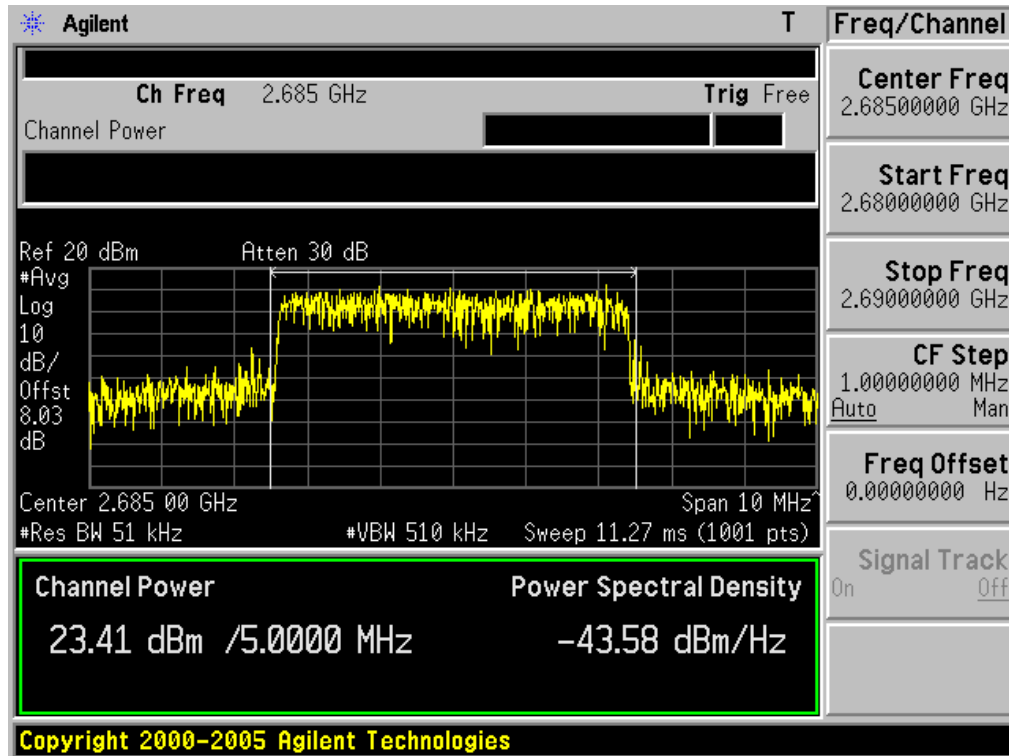 Agilent T
Freq/Channel
Ch Freq 2.685 GHz Trig Free
Channel Power
Center Freq
2.68500000 GHz
Start Freq
2.68000000 GHz
Stop Freq
2.69000000 GHz
CF Step
1.00000000 MHz
Auto Man
Freq Offset
0.00000000 Hz
Signal Track
On Off
Ref 20 dBm Atten 30 dB
#Avg
Log
10
dB/
Offst
8.03
dB
Center 2.685 00 GHz Span 10 MHz^
#Res BW 51 kHz #VBW 510 kHz Sweep 11.27 ms (1001 pts)
Channel Power Power Spectral Density
23.41 dBm /5.0000 MHz -43.58 dBm/Hz
Copyright 2000-2005 Agilent Technologies